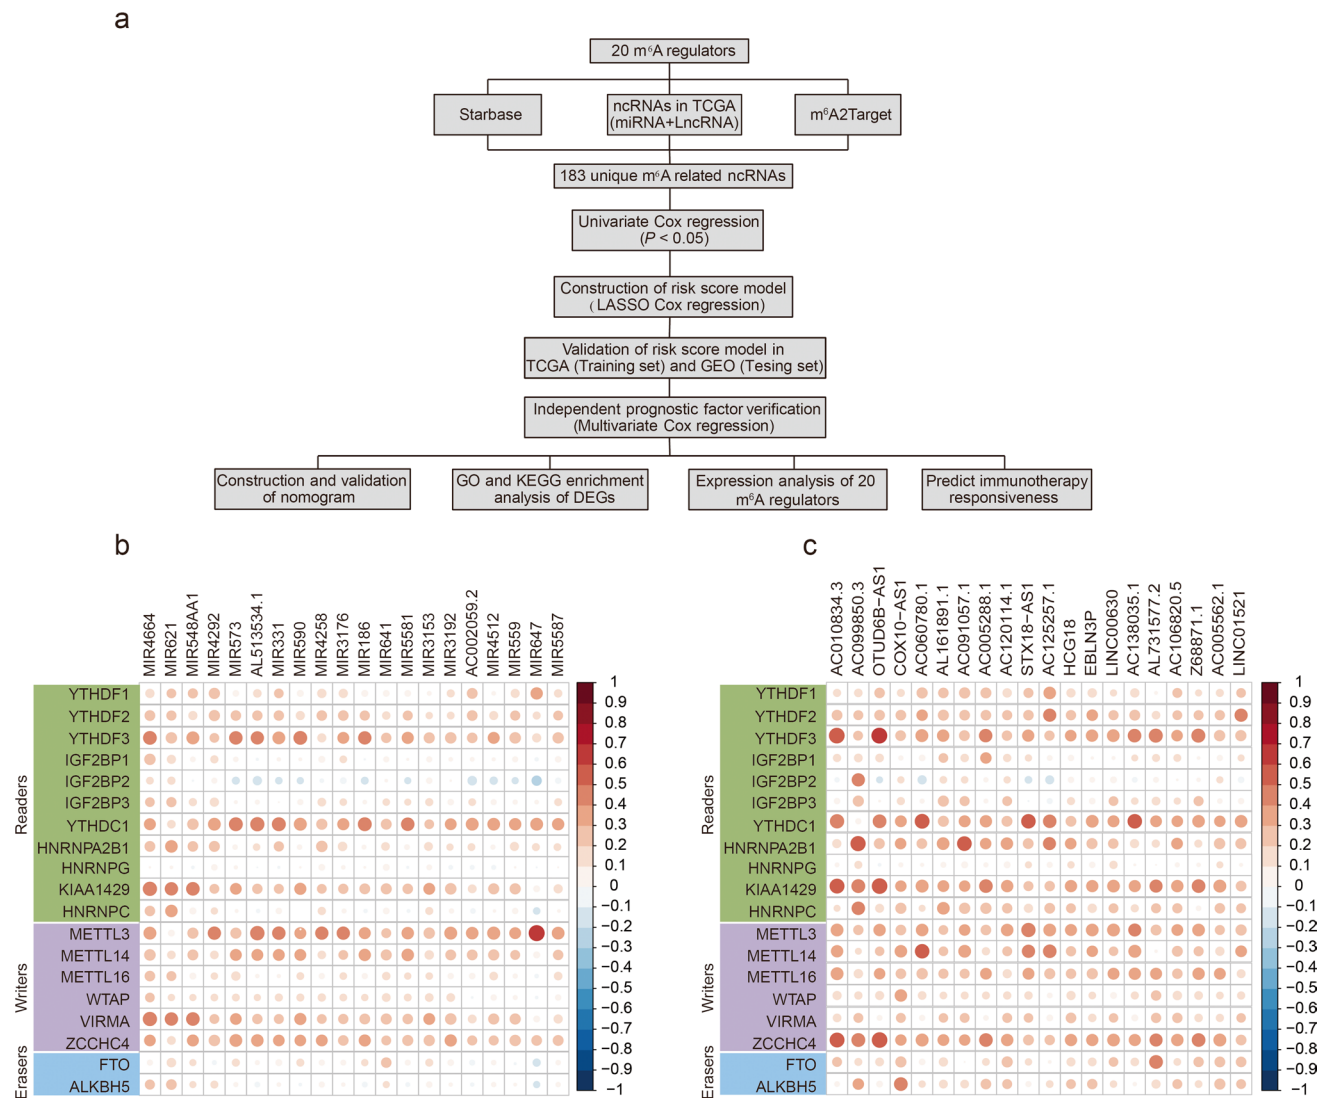 a
20 m⁶A regulators
Starbase
ncRNAs in TCGA
(miRNA+LncRNA)
m⁶A2Target
183 unique m⁶A related ncRNAs
Univariate Cox regression
(P < 0.05)
Construction of risk score model
(LASSO Cox regression)
Validation of risk score model in
TCGA (Training set) and GEO (Tesing set)
Independent prognostic factor verification
(Multivariate Cox regression)
Construction and validation
of nomogram
GO and KEGG enrichment
analysis of DEGs
Expression analysis of 20
m⁶A regulators
Predict immunotherapy
responsiveness
b
MIR4664
MIR621
MIR548AA1
MIR4292
MIR573
AL513534.1
MIR331
MIR590
MIR4258
MIR3176
MIR186
MIR641
MIR5581
MIR3153
MIR3192
AC002059.2
MIR4512
MIR559
MIR647
MIR5587
Readers
YTHDF1
YTHDF2
YTHDF3
IGF2BP1
IGF2BP2
IGF2BP3
YTHDC1
HNRNPA2B1
HNRNPG
KIAA1429
HNRNPC
Writers
METTL3
METTL14
METTL16
WTAP
VIRMA
ZCCHC4
Erasers
FTO
ALKBH5
1
0.9
0.8
0.7
0.6
0.5
0.4
0.3
0.2
0.1
0
−0.1
−0.2
−0.3
−0.4
−0.5
−0.6
−0.7
−0.8
−0.9
−1
c
AC010834.3
AC099850.3
OTUD6B−AS1
COX10−AS1
AC060780.1
AL161891.1
AC091057.1
AC005288.1
AC120114.1
STX18−AS1
AC125257.1
HCG18
EBLN3P
LINC00630
AC138035.1
AL731577.2
AC106820.5
Z68871.1
AC005562.1
LINC01521
Readers
YTHDF1
YTHDF2
YTHDF3
IGF2BP1
IGF2BP2
IGF2BP3
YTHDC1
HNRNPA2B1
HNRNPG
KIAA1429
HNRNPC
Writers
METTL3
METTL14
METTL16
WTAP
VIRMA
ZCCHC4
Erasers
FTO
ALKBH5
1
0.9
0.8
0.7
0.6
0.5
0.4
0.3
0.2
0.1
0
−0.1
−0.2
−0.3
−0.4
−0.5
−0.6
−0.7
−0.8
−0.9
−1